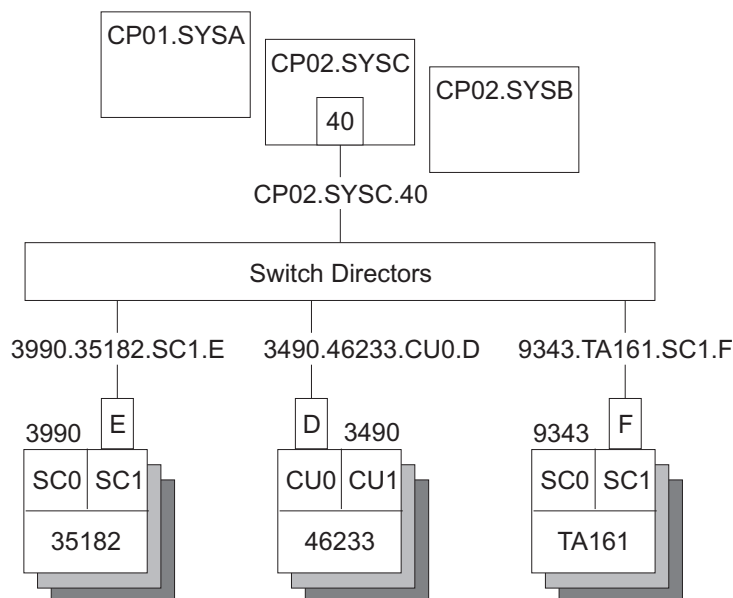 CP01.SYSA
CP02.SYSC
CP02.SYSB
40
CP02.SYSC.40
Switch Directors
3990.35182.SC1.E
3490.46233.CU0.D
9343.TA161.SC1.F
3990
E
D
3490
9343
F
SC0
SC1
CU0
CU1
SC0
SC1
35182
46233
TA161